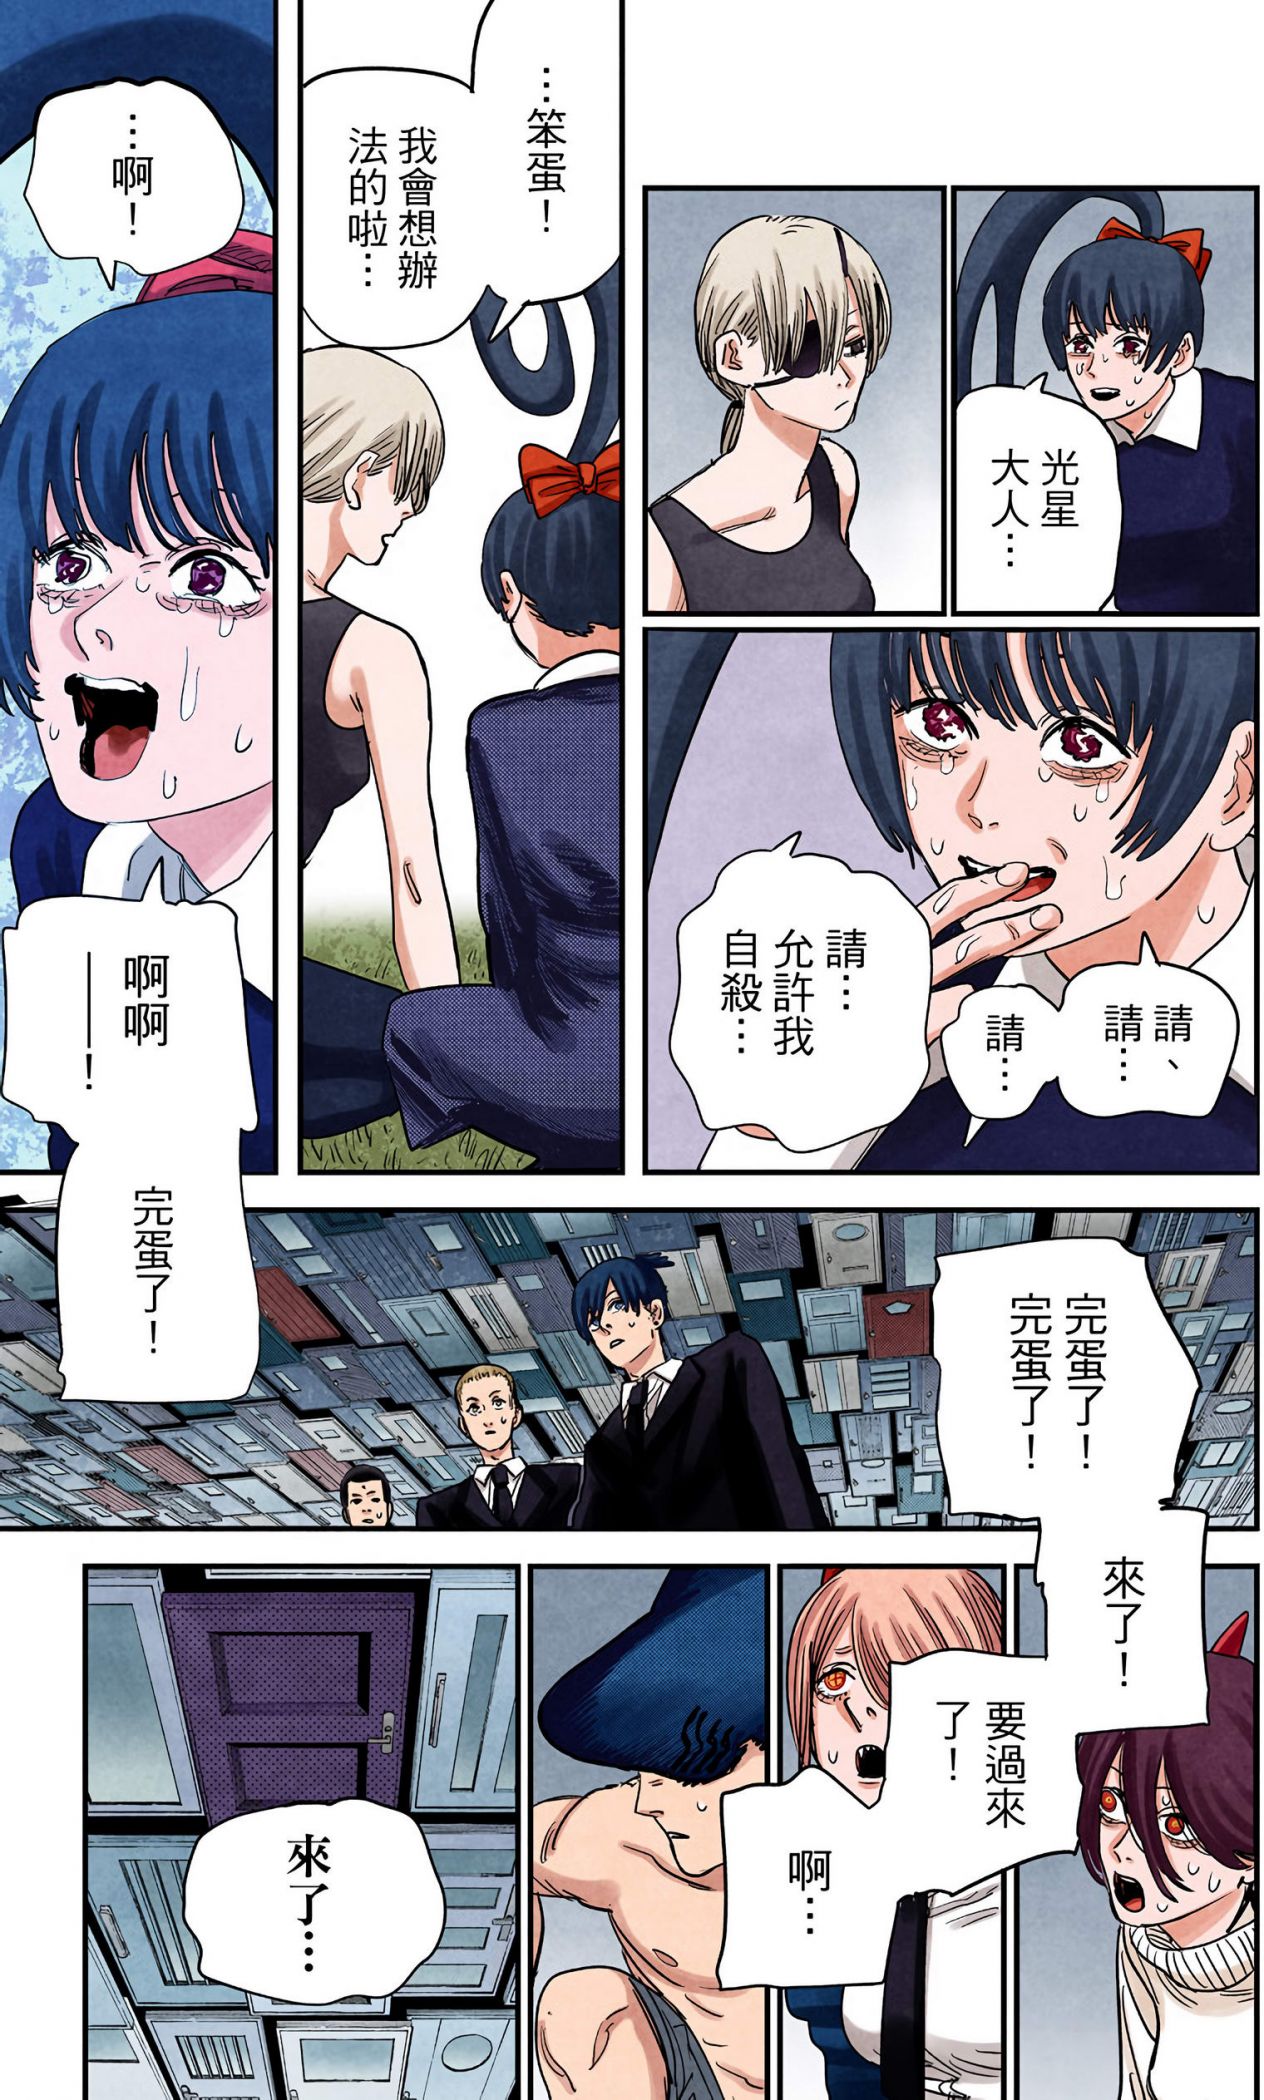 光星
大人…
請、
請…
請…
請…
允許我
自殺…
…笨蛋！
我會想辦
法的啦…
…啊！
啊啊
——！
完蛋了！
完蛋了！
完蛋了！
來了！
要過來
了！
啊…
來了…